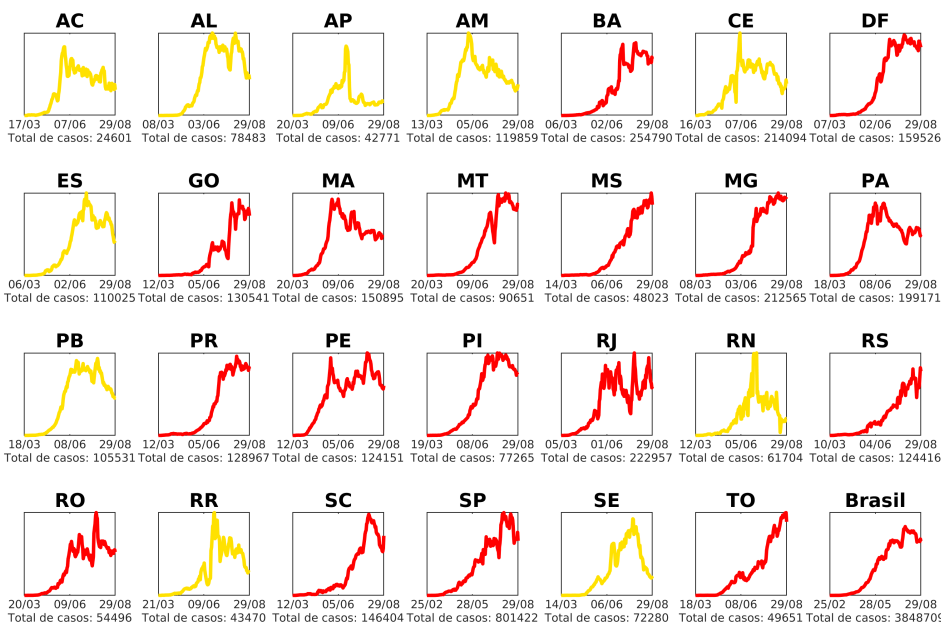 AC AL AP AM BA CE DF
17/03 07/06 29/08 08/03 03/06 29/08 20/03 09/06 29/08 13/03 05/06 29/08 06/03 02/06 29/08 16/03 07/06 29/08 07/03 02/06 29/08
Total de casos: 24601 Total de casos: 78483 Total de casos: 42771 Total de casos: 119859 Total de casos: 254790 Total de casos: 214094 Total de casos: 159526
ES GO MA MT MS MG PA
06/03 02/06 29/08 12/03 05/06 29/08 20/03 09/06 29/08 20/03 09/06 29/08 14/03 06/06 29/08 08/03 03/06 29/08 18/03 08/06 29/08
Total de casos: 110025 Total de casos: 130541 Total de casos: 150895 Total de casos: 90651 Total de casos: 48023 Total de casos: 212565 Total de casos: 199171
PB PR PE PI RJ RN RS
18/03 08/06 29/08 12/03 05/06 29/08 12/03 05/06 29/08 19/03 08/06 29/08 05/03 01/06 29/08 12/03 05/06 29/08 10/03 04/06 29/08
Total de casos: 105531 Total de casos: 128967 Total de casos: 124151 Total de casos: 77265 Total de casos: 222957 Total de casos: 61704 Total de casos: 124416
RO RR SC SP SE TO Brasil
20/03 09/06 29/08 21/03 09/06 29/08 12/03 05/06 29/08 25/02 28/05 29/08 14/03 06/06 29/08 18/03 08/06 29/08 25/02 28/05 29/08
Total de casos: 54496 Total de casos: 43470 Total de casos: 146404 Total de casos: 801422 Total de casos: 72280 Total de casos: 49651 Total de casos: 3848709